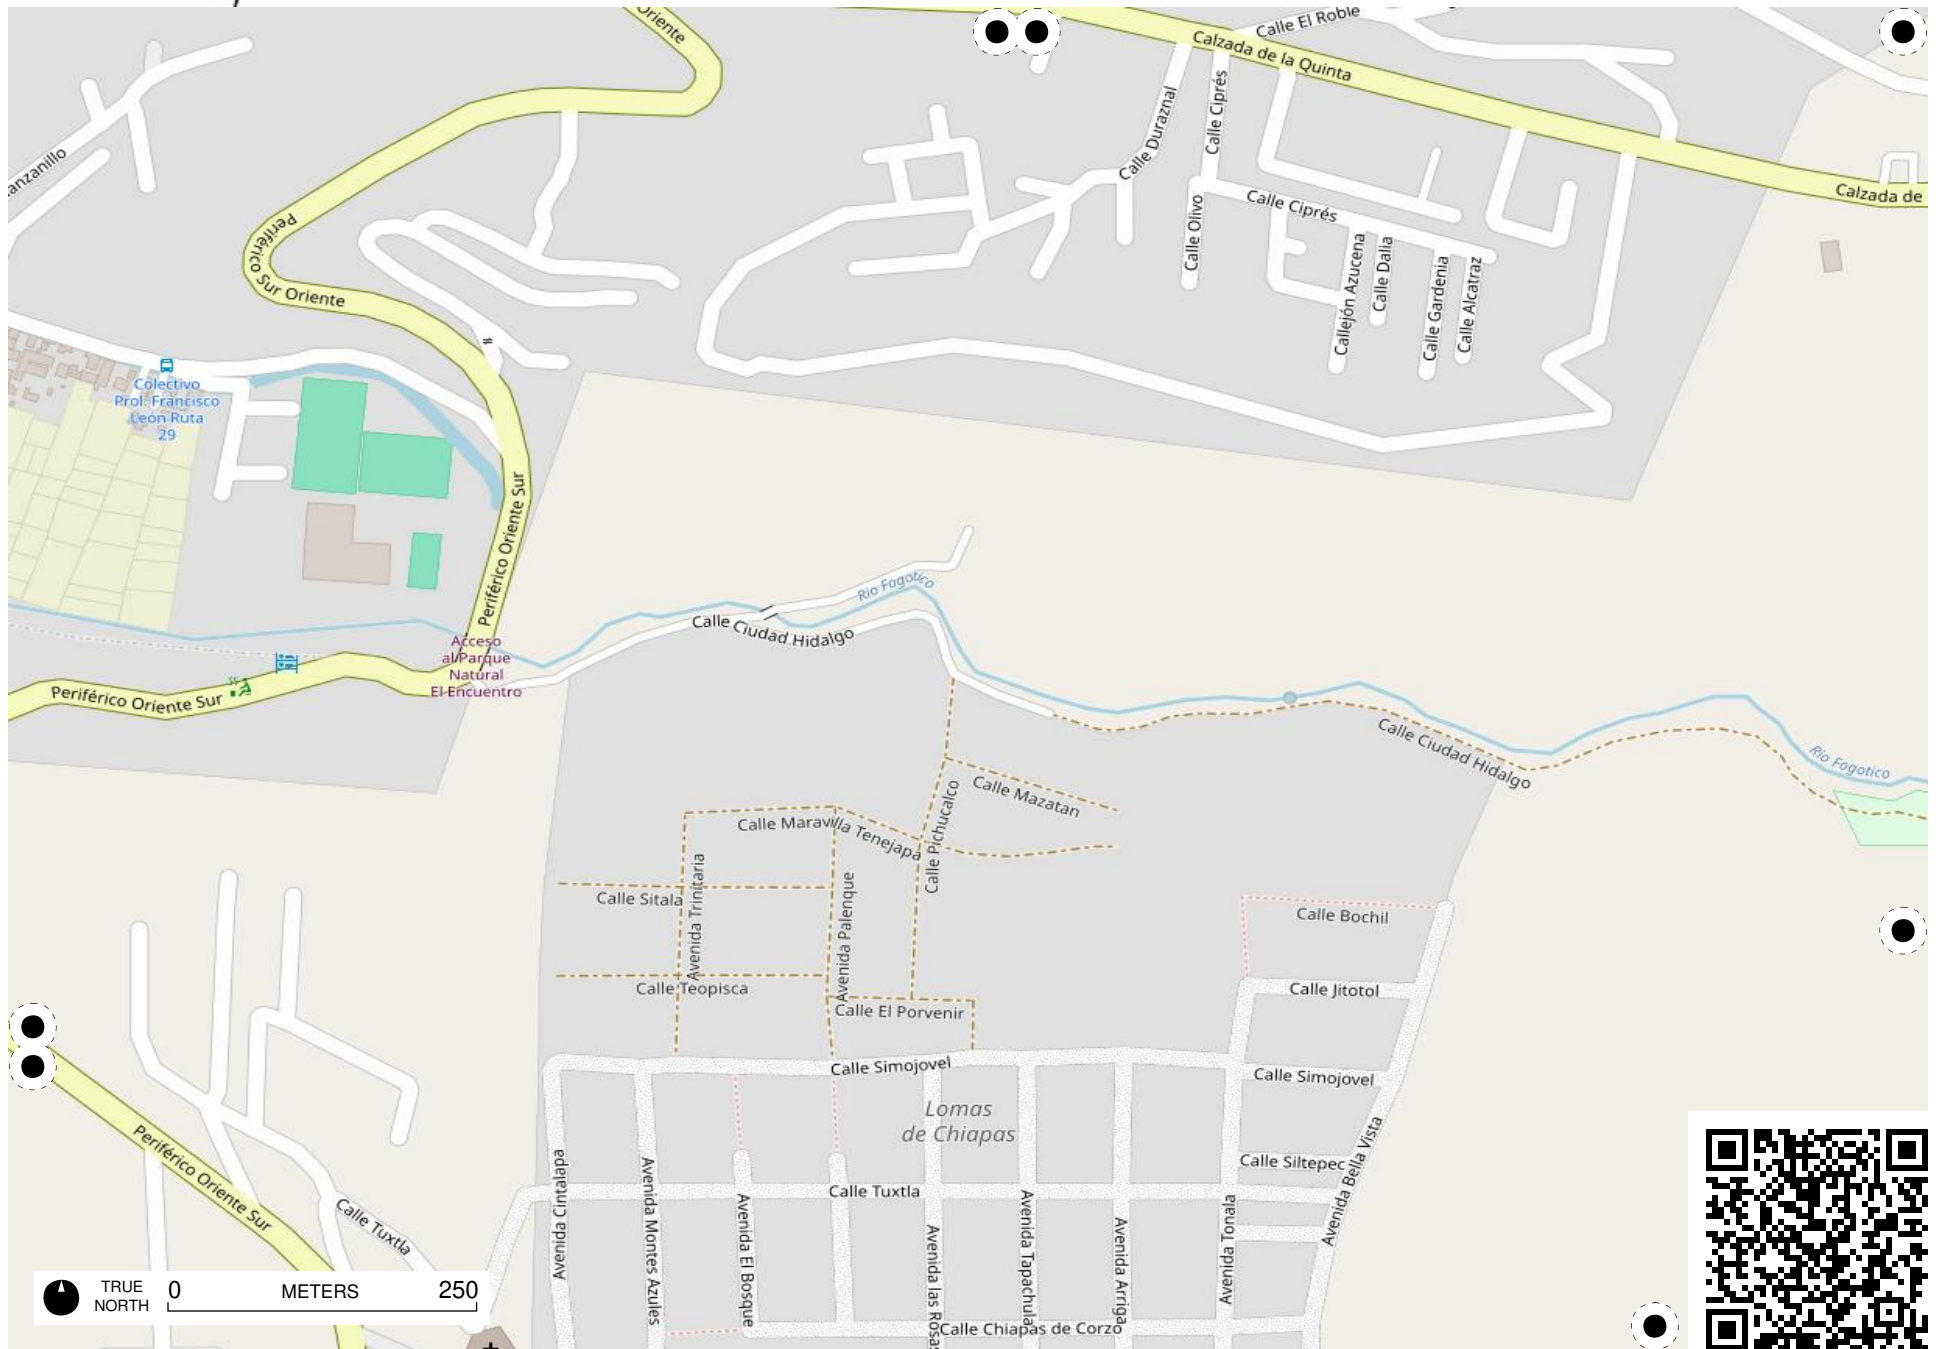 Oriente
Calle El Roble
Calzada de la Quinta
Calle Duraznal
Calle Ciprés
Calzada de
Calle Ciprés
Calle Olivo
Callejón Azucena
Calle Dalia
Calle Gardenia
Calle Alcatraz
anzanillo
Periférico Sur Oriente
Colectivo
Prol. Francisco
León Ruta
29
Periférico Oriente Sur
Rio Fogotico
Calle Ciudad Hidalgo
Acceso
al Parque
Natural
El Encuentro
Periférico Oriente Sur
Calle Ciudad Hidalgo
Rio Fogotico
Calle Mazatan
Calle Pichucalco
Calle Maravilla Tenejapa
Avenida Trinitaria
Calle Sitala
Avenida Palenque
Calle Bochil
Calle Teopisca
Calle Jitotol
Calle El Porvenir
Calle Simojovel
Calle Simojovel
Lomas
de Chiapas
Avenida Bella Vista
Calle Siltepec
Periférico Oriente Sur
Calle Tuxtla
Calle Tuxtla
Avenida Cintalapa
Avenida Montes Azules
Avenida El Bosque
Avenida las Rosas
Avenida Tapachula
Avenida Arriga
Avenida Tonala
Calle Chiapas de Corzo
TRUE
NORTH
0 METERS 250